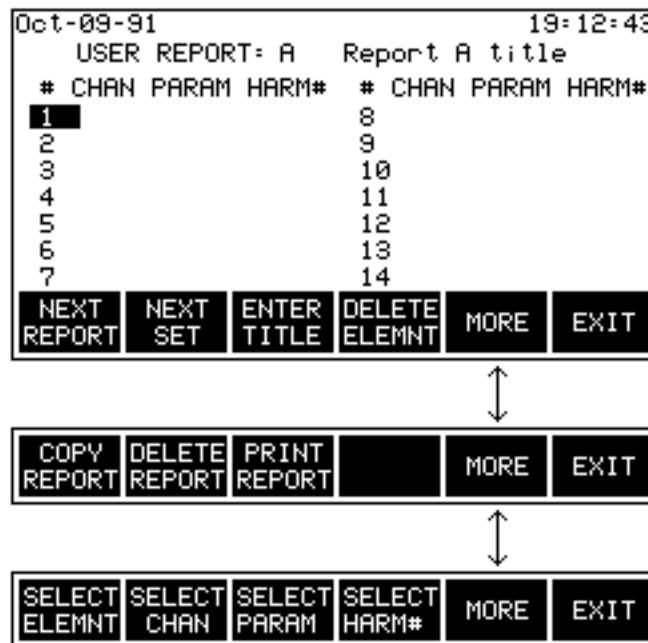 Oct-09-91 19:12:43
USER REPORT: A Report A title
# CHAN PARAM HARM# # CHAN PARAM HARM#
1 8
2 9
3 10
4 11
5 12
6 13
7 14
NEXT REPORT NEXT SET ENTER TITLE DELETE ELEMNT MORE EXIT
COPY REPORT DELETE REPORT PRINT REPORT MORE EXIT
SELECT ELEMNT SELECT CHAN SELECT PARAM SELECT HARM# MORE EXIT